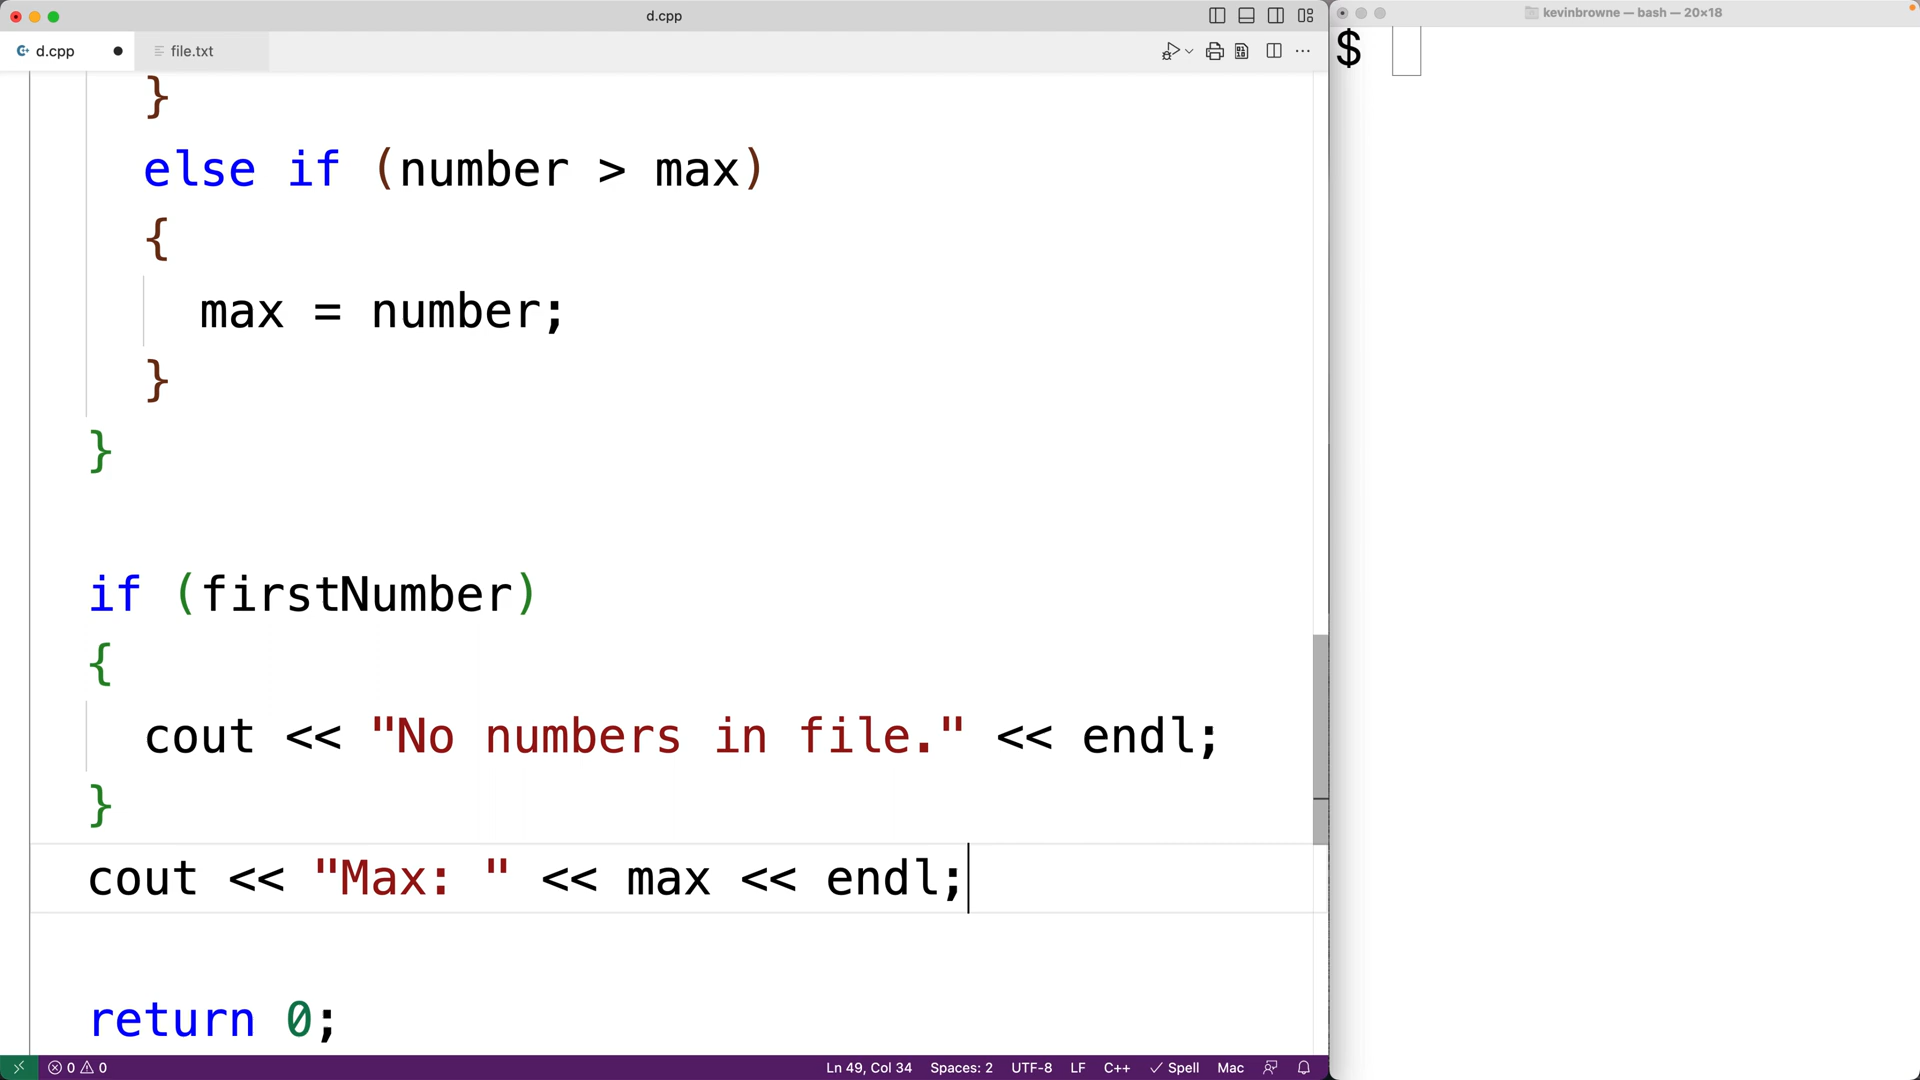 d.cpp
d.cpp
file.txt
}
else if (number > max)
{
max = number;
}
}
if (firstNumber)
{
cout << "No numbers in file." << endl;
}
cout << "Max: " << max << endl;
return 0;
0 0 Ln 49, Col 34 Spaces: 2 UTF-8 LF C++ Spell Mac
kevinbrowne — bash — 20×18
$